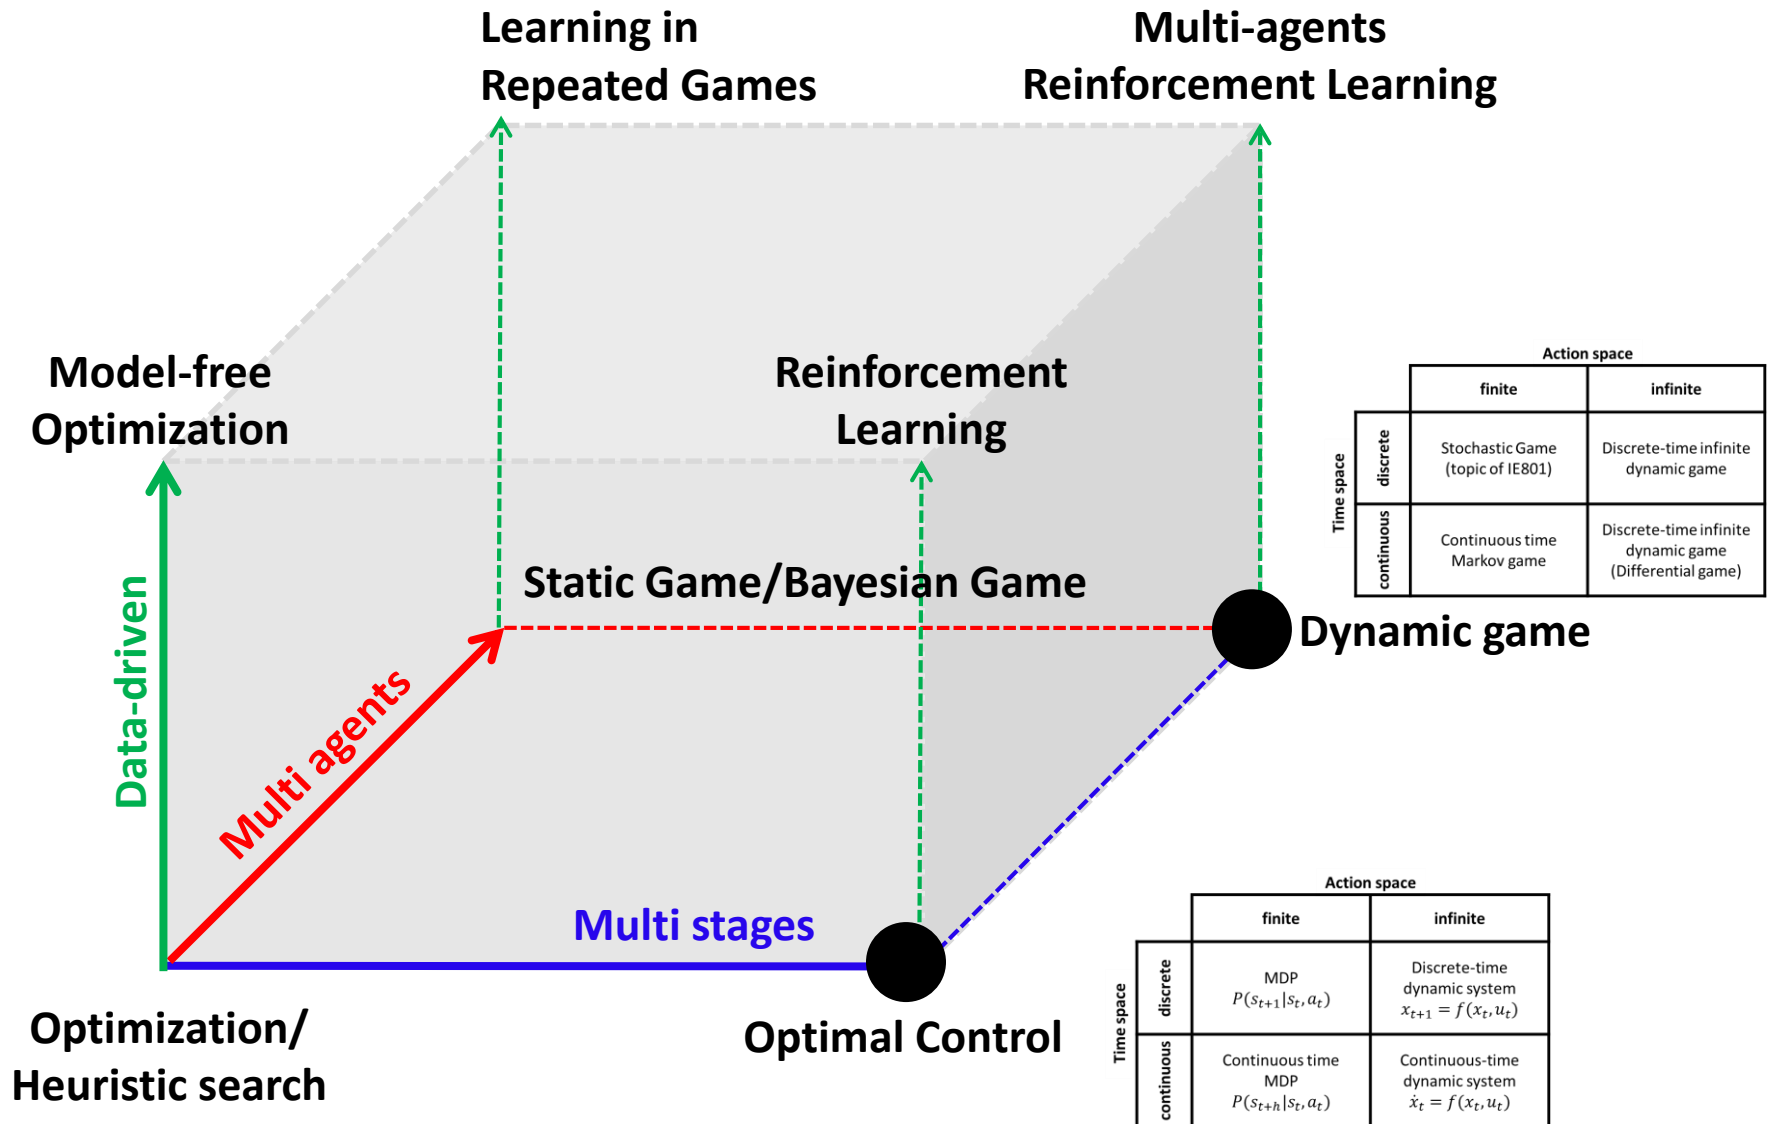 Learning in
Repeated Games
Multi-agents
Reinforcement Learning
Model-free
Optimization
Reinforcement
Learning
Action space
finite
infinite
Time space
discrete
Stochastic Game
(topic of IE801)
Discrete-time infinite
dynamic game
continuous
Continuous time
Markov game
Discrete-time infinite
dynamic game
(Differential game)
Static Game/Bayesian Game
Dynamic game
Data-driven
Multi agents
Multi stages
Optimization/
Heuristic search
Optimal Control
Action space
finite
infinite
Time space
discrete
MDP
P(s_{t+1}|s_t, a_t)
Discrete-time
dynamic system
x_{t+1} = f(x_t, u_t)
continuous
Continuous time
MDP
P(s_{t+h}|s_t, a_t)
Continuous-time
dynamic system
ẋ_t = f(x_t, u_t)